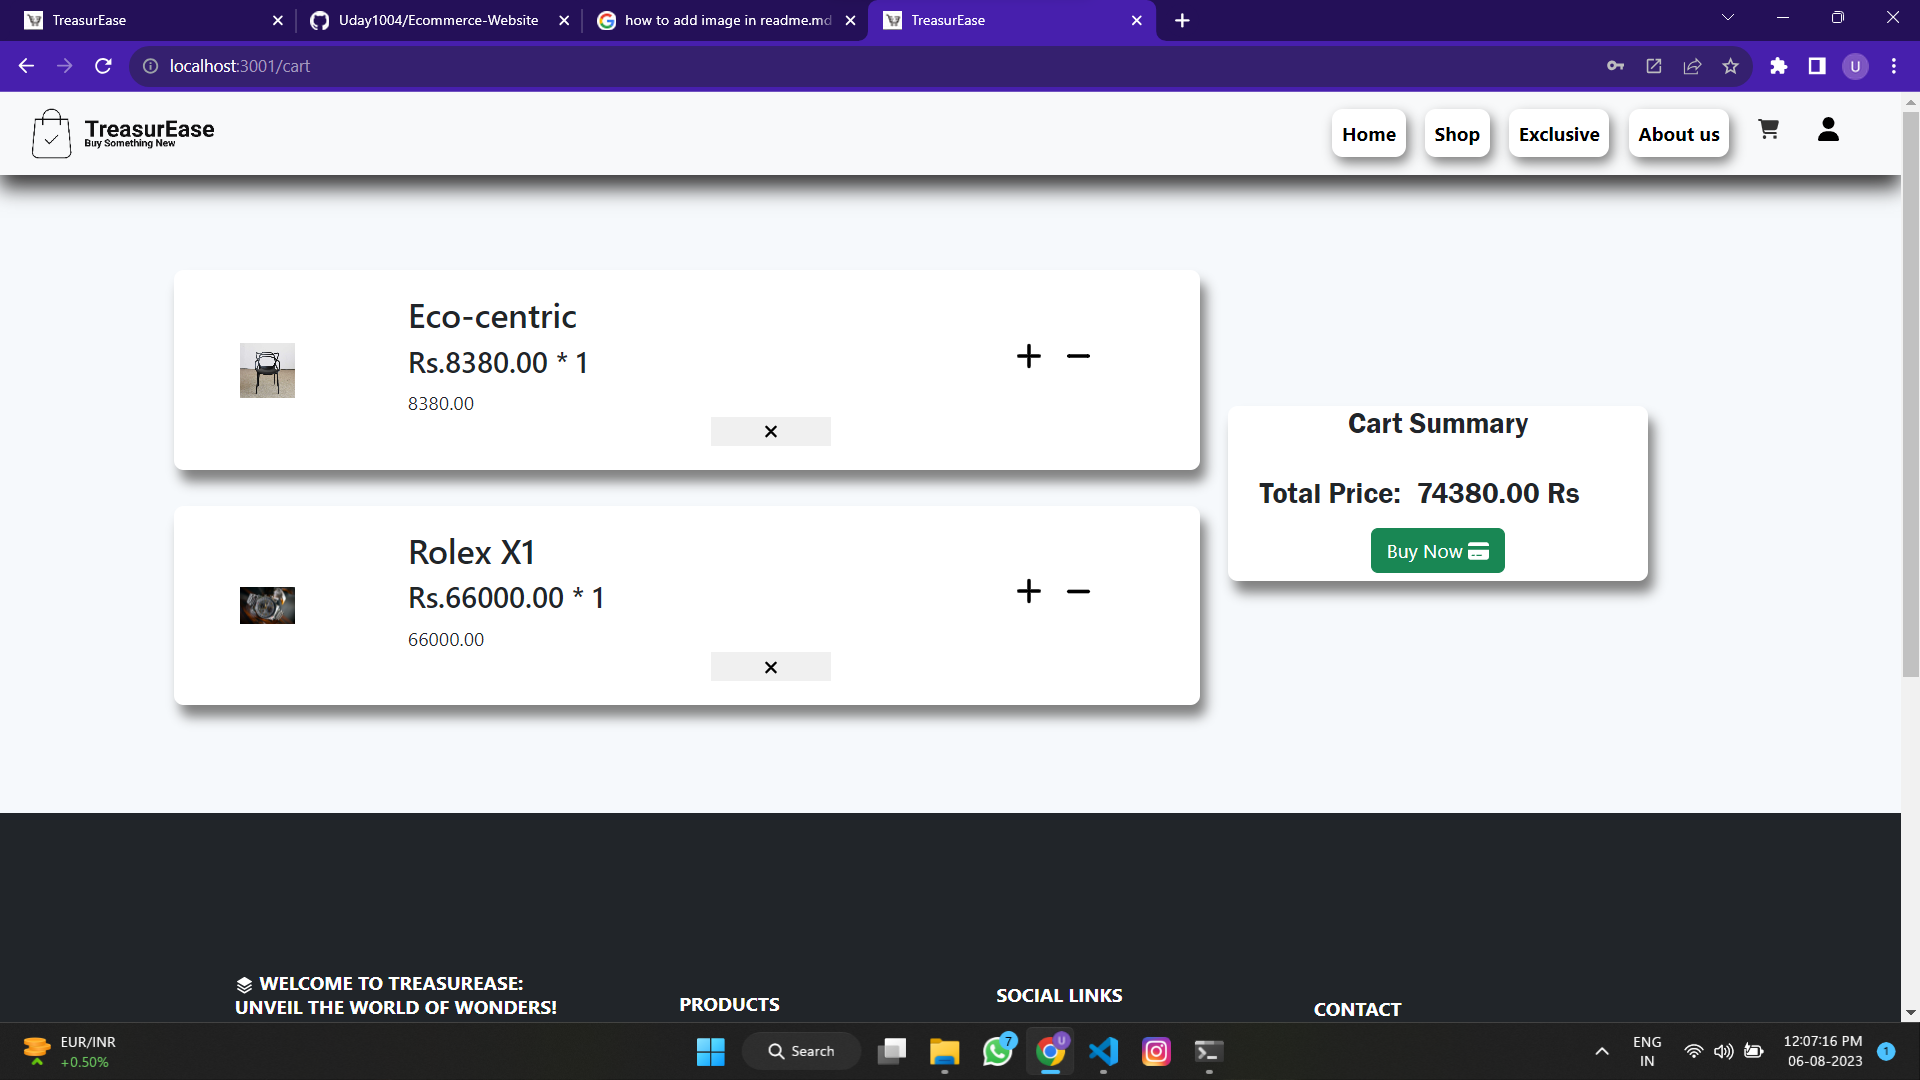 TreasurEase
Uday1004/Ecommerce-Website
how to add image in readme.md
TreasurEase
localhost:3001/cart
U
TreasurEase
Buy Something New
Home
Shop
Exclusive
About us
Eco-centric
Rs.8380.00 * 1
8380.00
Rolex X1
Rs.66000.00 * 1
66000.00
Cart Summary
Total Price: 74380.00 Rs
Buy Now
WELCOME TO TREASUREASE:
UNVEIL THE WORLD OF WONDERS!
PRODUCTS
SOCIAL LINKS
CONTACT
EUR/INR
+0.50%
Search
7
U
ENG
IN
12:07:16 PM
06-08-2023
1